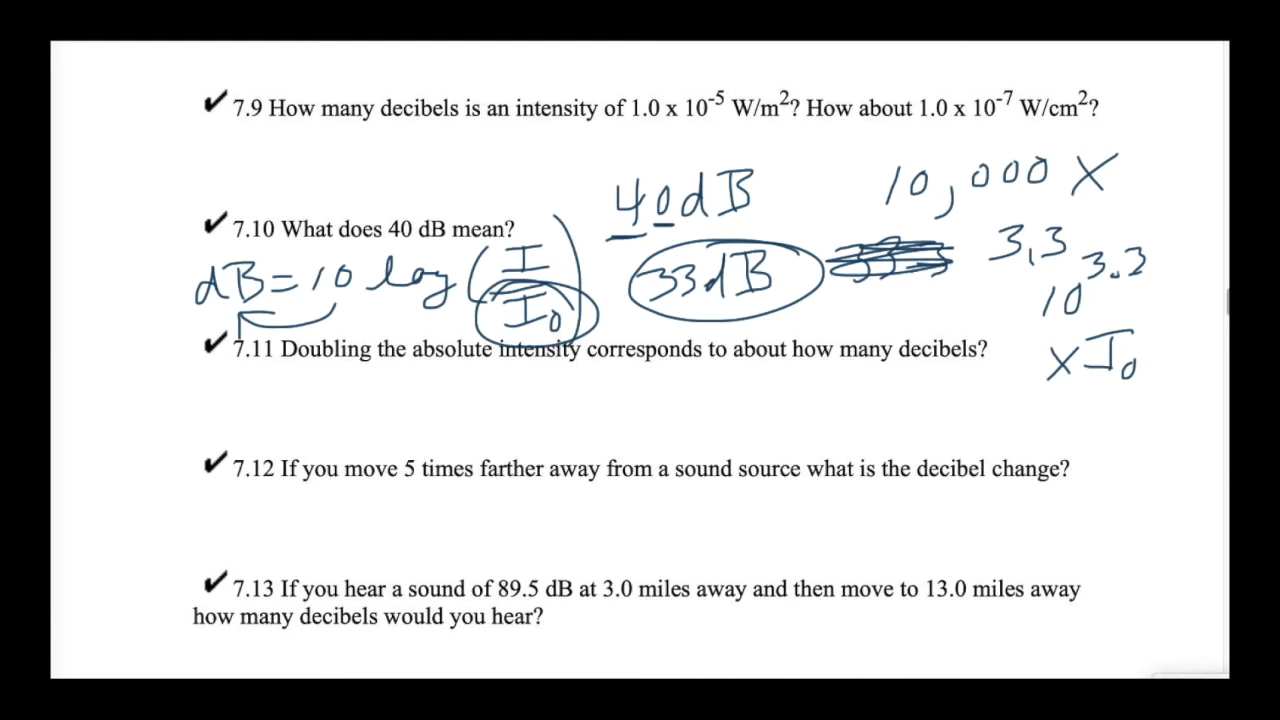 ✔ 7.9 How many decibels is an intensity of 1.0 x 10⁻⁵ W/m²? How about 1.0 x 10⁻⁷ W/cm²?
40dB 10,000 X
✔ 7.10 What does 40 dB mean?
dB = 10 log (I/I₀) 33dB 3.3
10³·³
x I₀
✔ 7.11 Doubling the absolute intensity corresponds to about how many decibels?
✔ 7.12 If you move 5 times farther away from a sound source what is the decibel change?
✔ 7.13 If you hear a sound of 89.5 dB at 3.0 miles away and then move to 13.0 miles away
how many decibels would you hear?